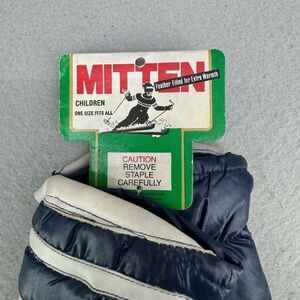 MITTEN
Feather Filled for Extra Warmth
CHILDREN
ONE SIZE FITS ALL
CAUTION
REMOVE
STAPLE
CAREFULLY